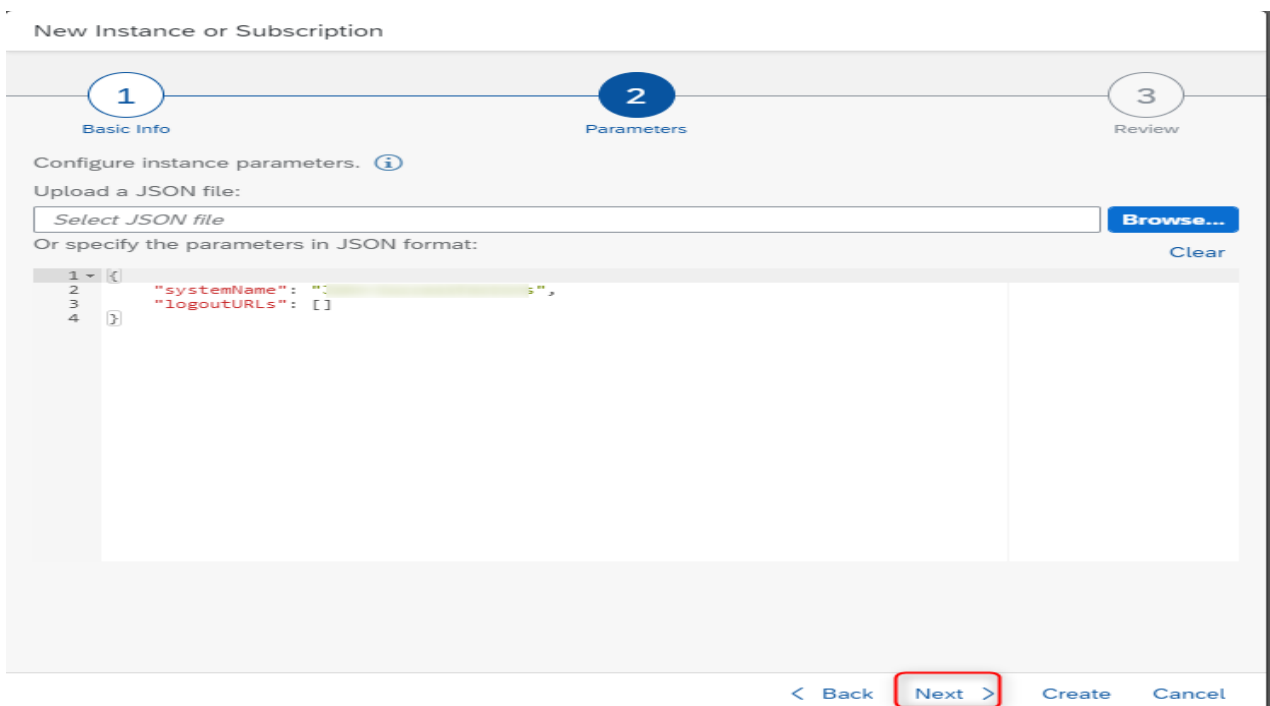 New Instance or Subscription
1
2
3
Basic Info
Parameters
Review
Configure instance parameters.
Upload a JSON file:
Select JSON file
Browse...
Or specify the parameters in JSON format:
Clear
1 {
2 "systemName": " ",
3 "logoutURLs": []
4 }
< Back
Next >
Create
Cancel